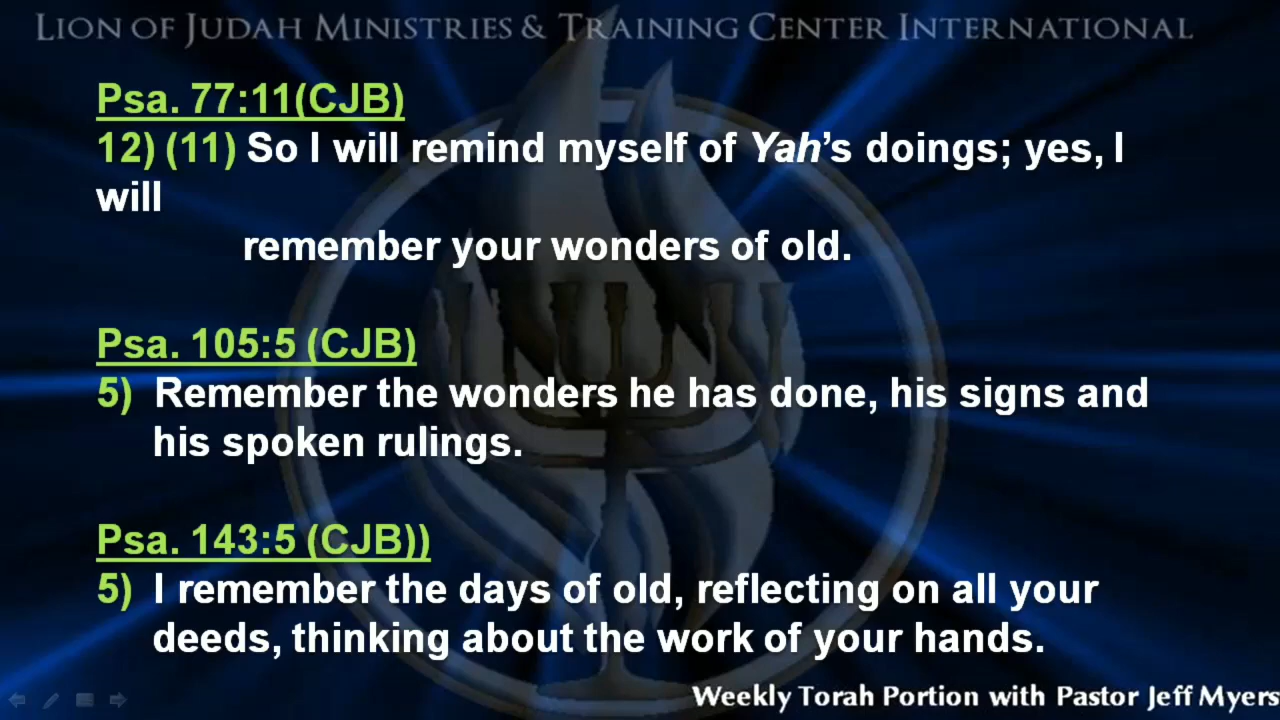 LION OF JUDAH MINISTRIES & TRAINING CENTER INTERNATIONAL
Psa. 77:11(CJB)
12) (11) So I will remind myself of Yah’s doings; yes, I
will
remember your wonders of old.
Psa. 105:5 (CJB)
5) Remember the wonders he has done, his signs and
his spoken rulings.
Psa. 143:5 (CJB))
5) I remember the days of old, reflecting on all your
deeds, thinking about the work of your hands.
Weekly Torah Portion with Pastor Jeff Myers